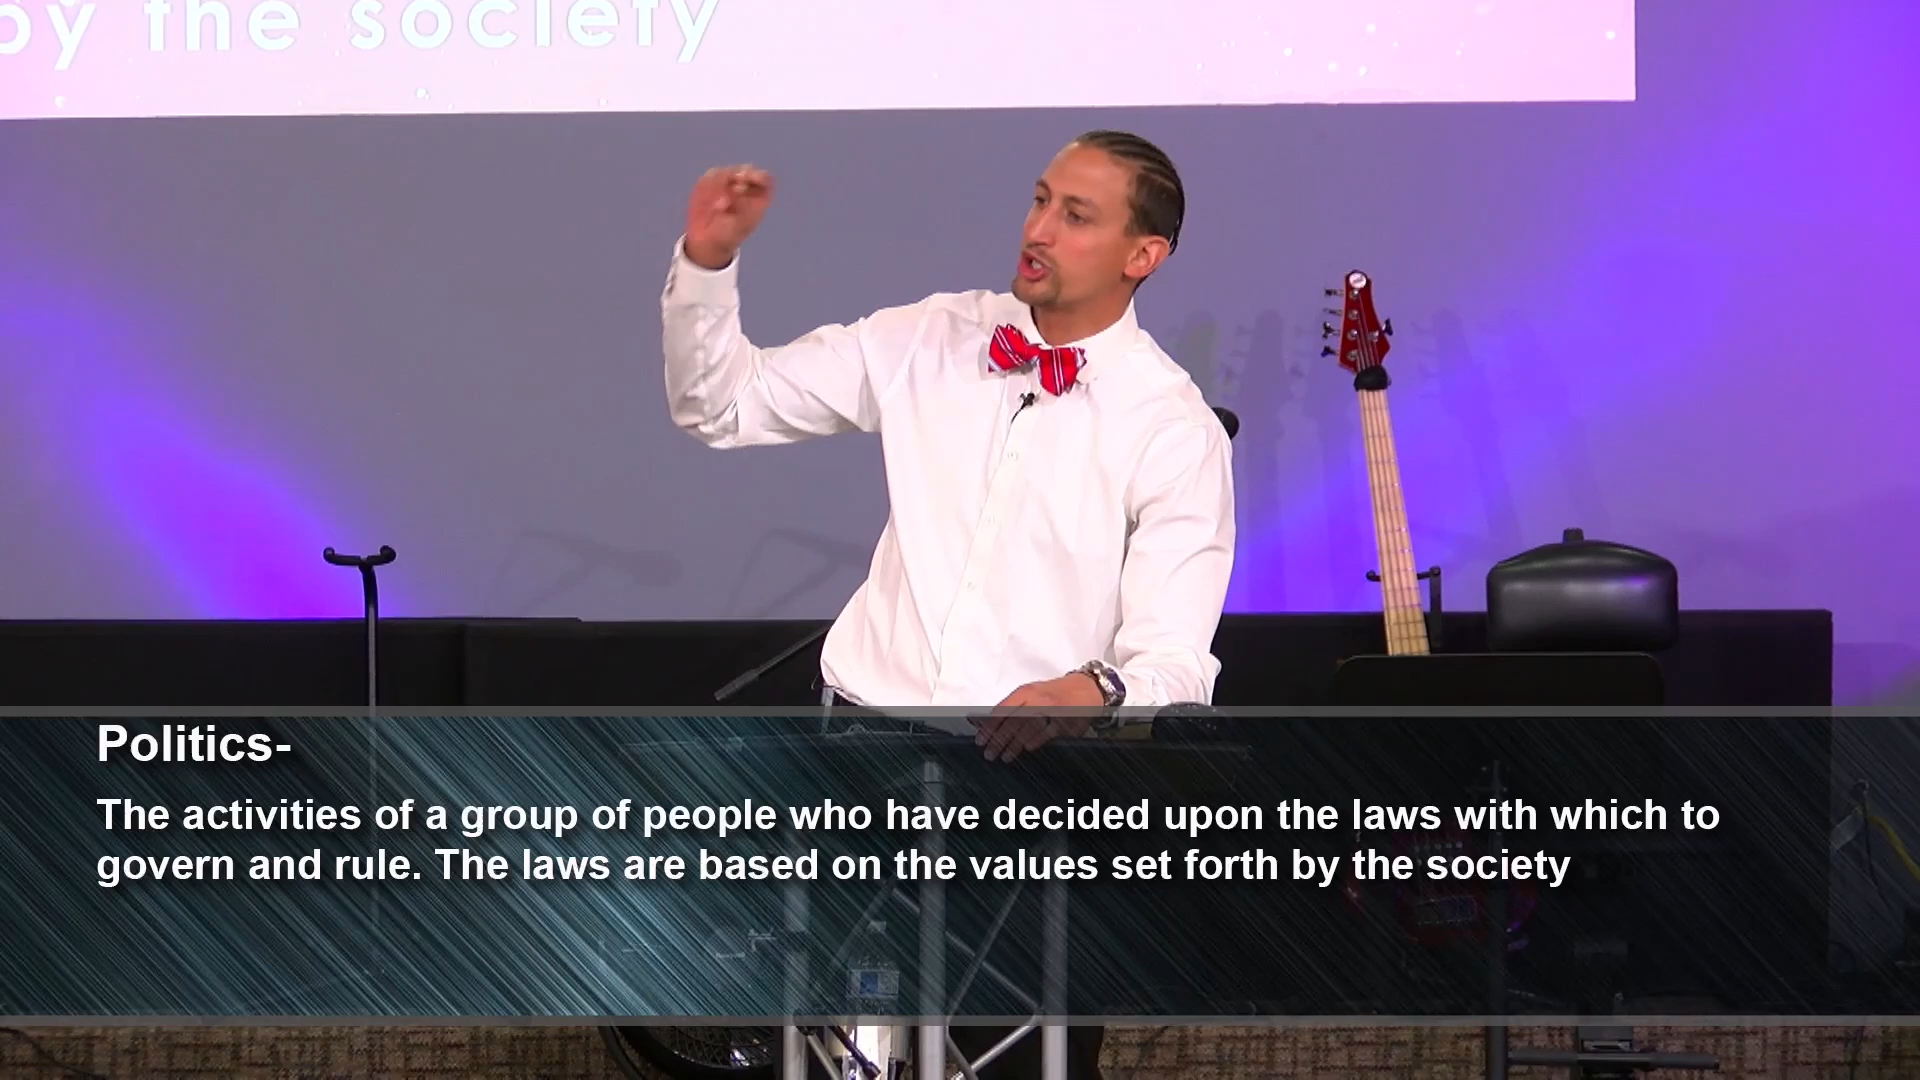 by the society
Politics-
The activities of a group of people who have decided upon the laws with which to
govern and rule. The laws are based on the values set forth by the society